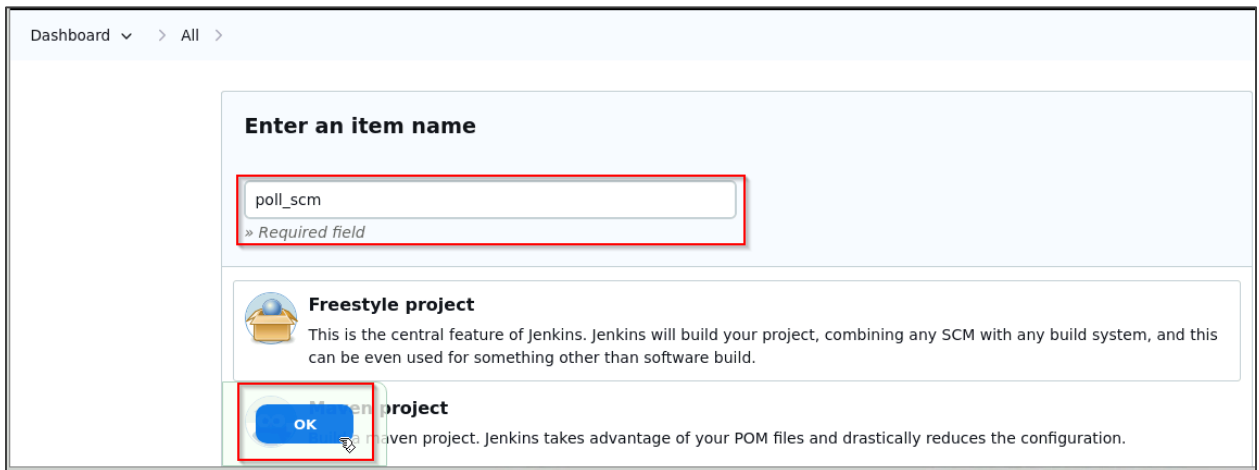 Dashboard > All >
Enter an item name
poll_scm
» Required field
Freestyle project
This is the central feature of Jenkins. Jenkins will build your project, combining any SCM with any build system, and this
can be even used for something other than software build.
Maven project
OK
a maven project. Jenkins takes advantage of your POM files and drastically reduces the configuration.